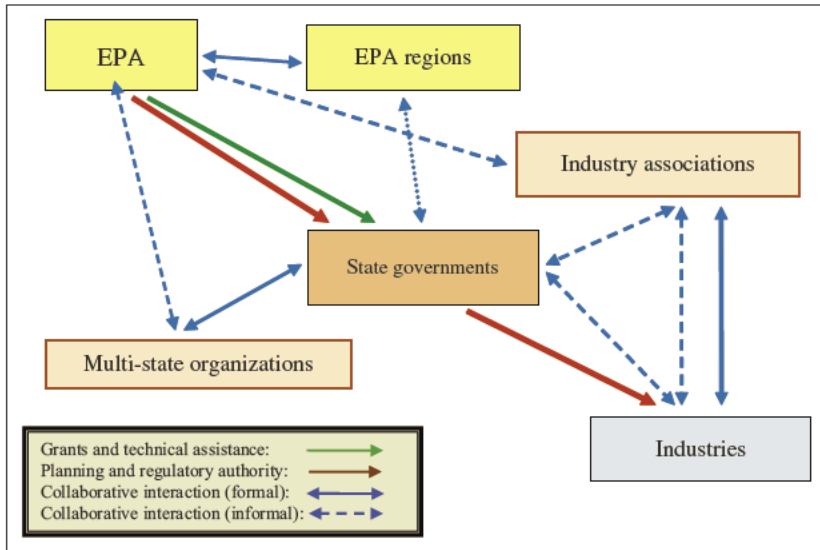 EPA
EPA regions
Industry associations
State governments
Multi-state organizations
Industries
Grants and technical assistance:
Planning and regulatory authority:
Collaborative interaction (formal):
Collaborative interaction (informal):